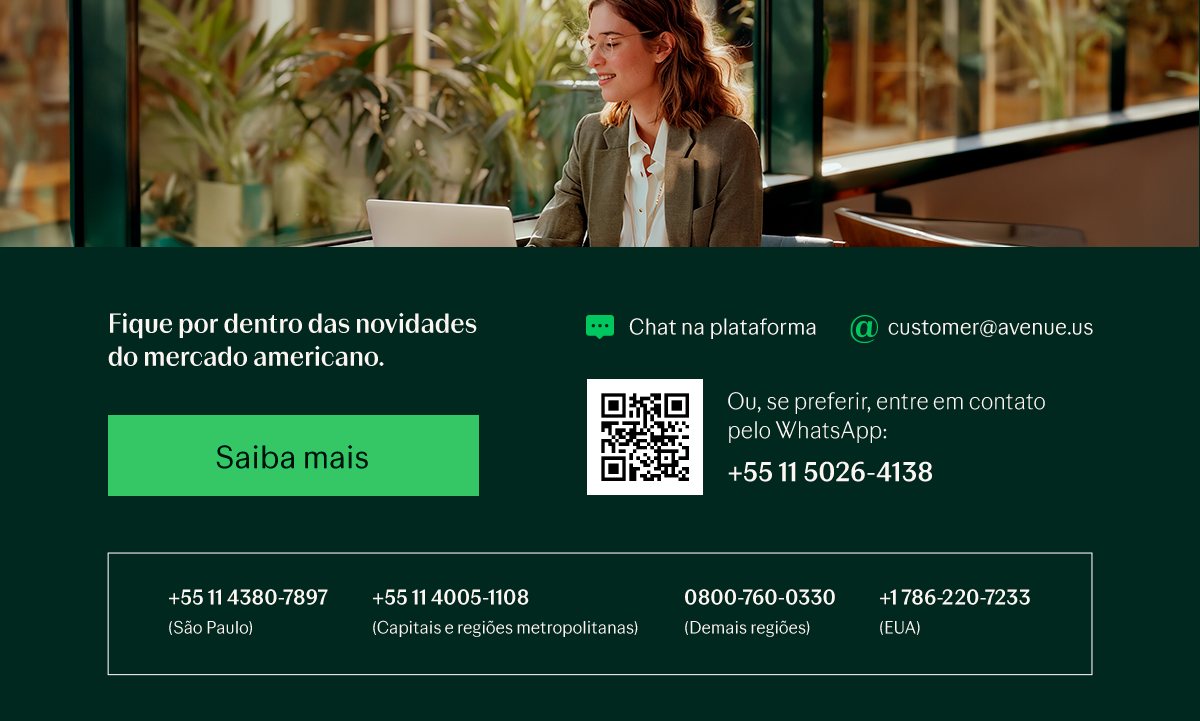 Fique por dentro das novidades
do mercado americano.
Saiba mais
Chat na plataforma
@ customer@avenue.us
Ou, se preferir, entre em contato
pelo WhatsApp:
+55 11 5026-4138
+55 11 4380-7897
(São Paulo)
+55 11 4005-1108
(Capitais e regiões metropolitanas)
0800-760-0330
(Demais regiões)
+1 786-220-7233
(EUA)